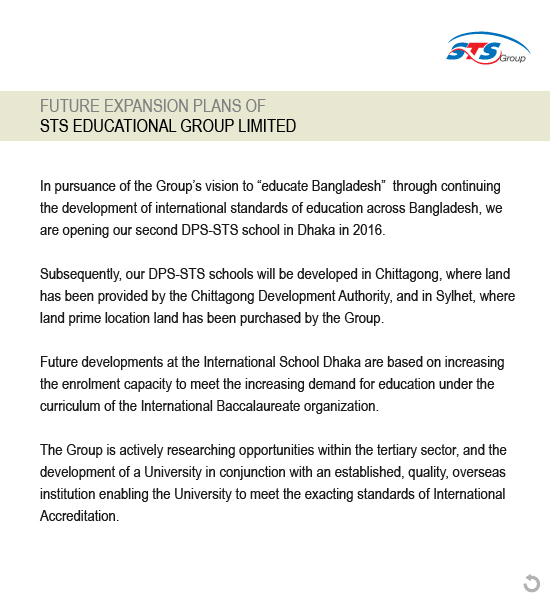 STS Group
FUTURE EXPANSION PLANS OF
STS EDUCATIONAL GROUP LIMITED
In pursuance of the Group’s vision to “educate Bangladesh”  through continuing
the development of international standards of education across Bangladesh, we
are opening our second DPS-STS school in Dhaka in 2016.
Subsequently, our DPS-STS schools will be developed in Chittagong, where land
has been provided by the Chittagong Development Authority, and in Sylhet, where
land prime location land has been purchased by the Group.
Future developments at the International School Dhaka are based on increasing
the enrolment capacity to meet the increasing demand for education under the
curriculum of the International Baccalaureate organization.
The Group is actively researching opportunities within the tertiary sector, and the
development of a University in conjunction with an established, quality, overseas
institution enabling the University to meet the exacting standards of International
Accreditation.